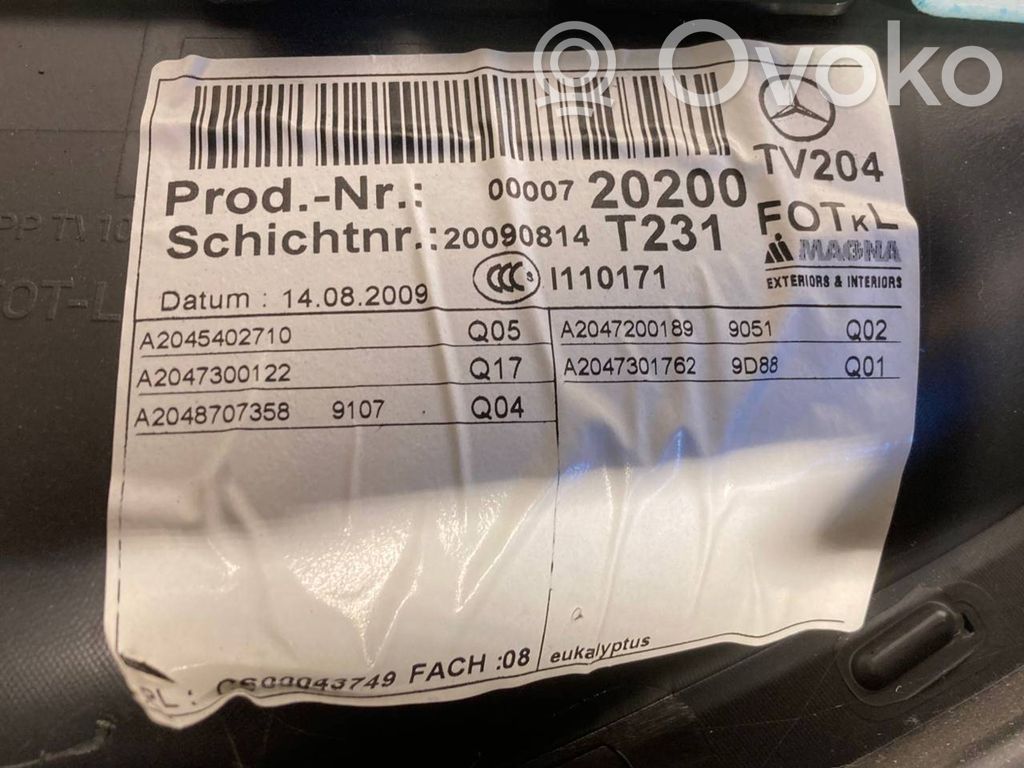 Ovoko
TV204
Prod.-Nr.: 00007 20200
FOTKL
Schichtnr.: 20090814 T231
MAGNA
EXTERIORS & INTERIORS
Datum : 14.08.2009 CCC S I110171
A2045402710 Q05
A2047200189 9051 Q02
A2047300122 Q17
A2047301762 9D88 Q01
A2048707358 9107 Q04
FACH :08 eukalyptus